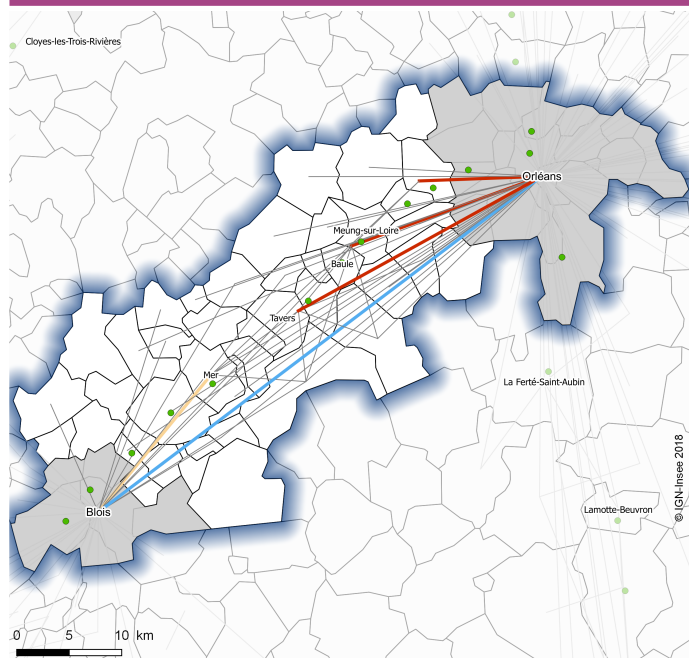 Cloyes-les-Trois-Rivières
Orléans
Meung-sur-Loire
Baule
Tavers
Mer
La Ferté-Saint-Aubin
Blois
Lamotte-Beuvron
© IGN-Insee 2018
0 5 10 km